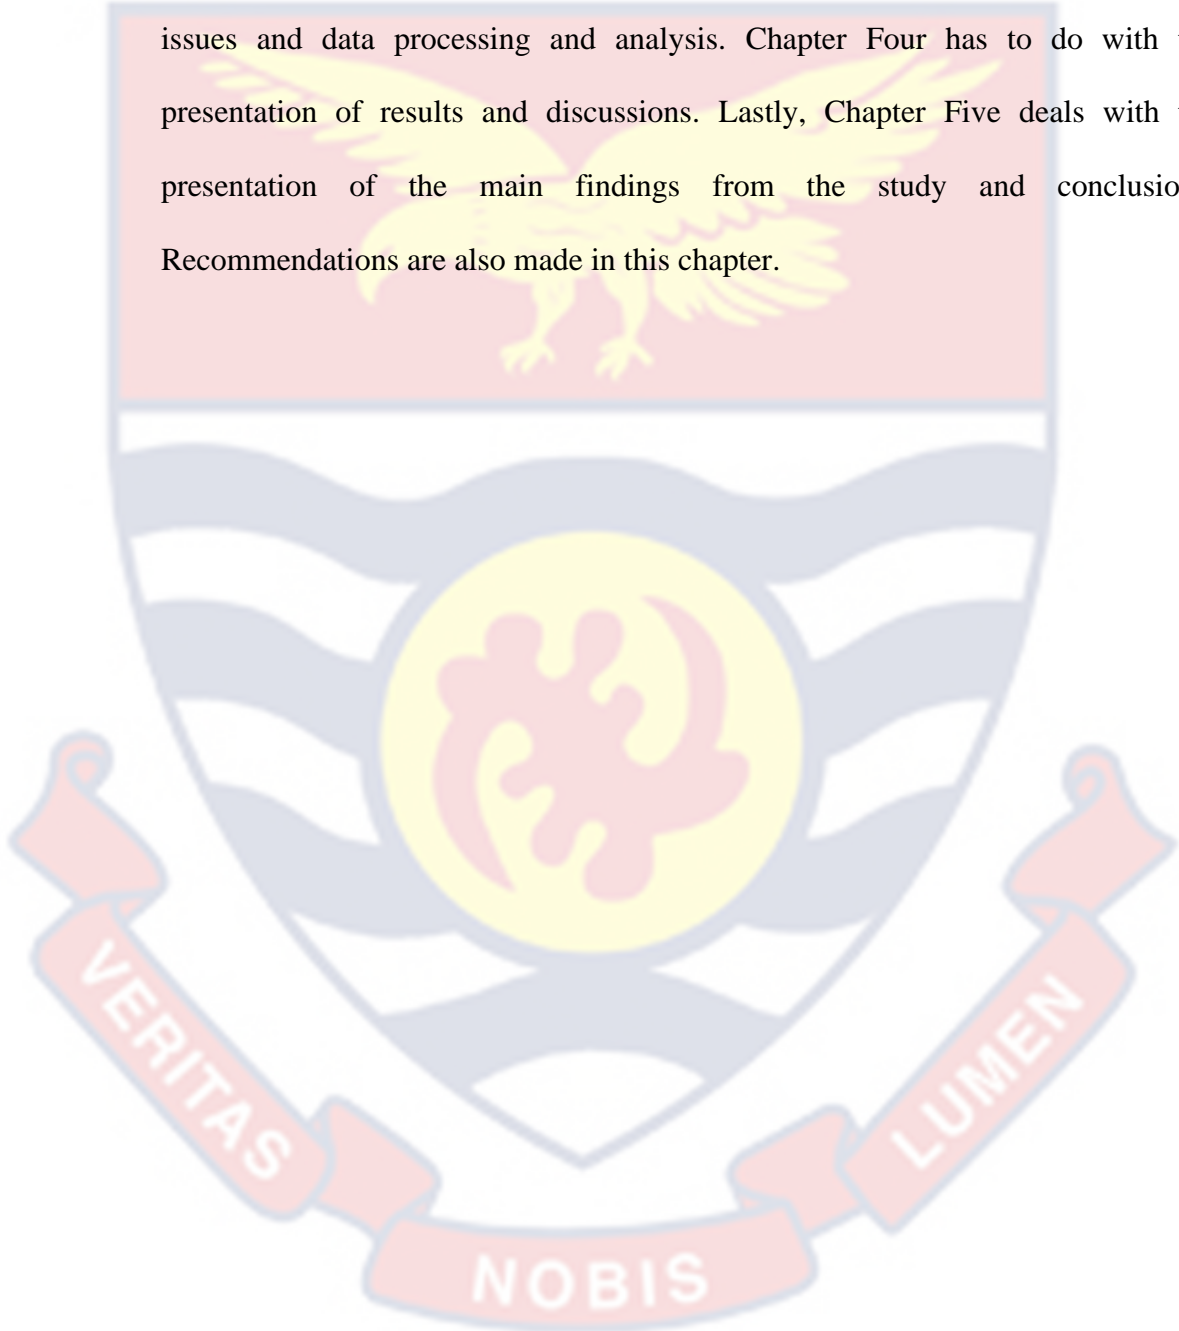 issues and data processing and analysis. Chapter Four has to do with
presentation of results and discussions. Lastly, Chapter Five deals with
presentation of the main findings from the study and
Recommendations are also made in this chapter.
VERITAS
NOBIS
LUMEN